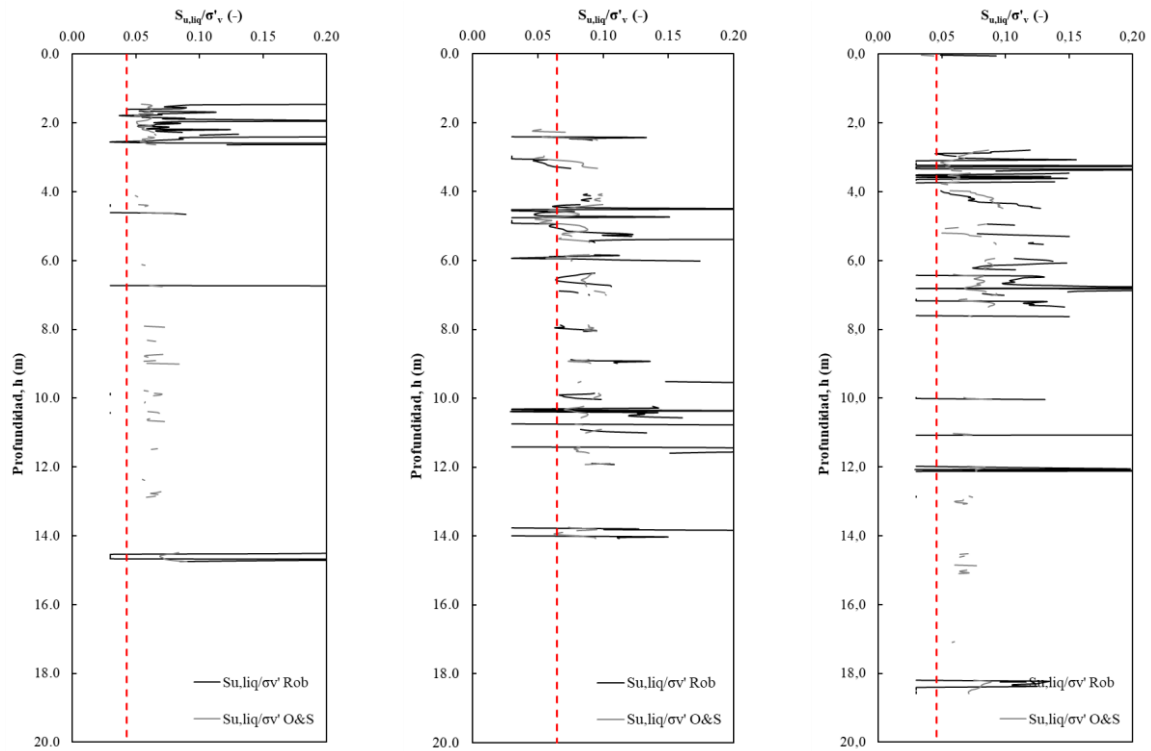 S_u,liq/σ'_v (-)
0.00 0.05 0.10 0.15 0.20
0.0
2.0
4.0
6.0
8.0
10.0
12.0
14.0
16.0
18.0
20.0
Profundidad, h (m)
Su,liq/σv' Rob
Su,liq/σv' O&S
S_u,liq/σ'_v (-)
0.00 0.05 0.10 0.15 0.20
0.0
2.0
4.0
6.0
8.0
10.0
12.0
14.0
16.0
18.0
20.0
Profundidad, h (m)
Su,liq/σv' Rob
Su,liq/σv' O&S
S_u,liq/σ'_v (-)
0,00 0,05 0,10 0,15 0,20
0.0
2.0
4.0
6.0
8.0
10.0
12.0
14.0
16,0
18.0
20.0
Profundidad, h (m)
Su,liq/σv' Rob
Su,liq/σv' O&S